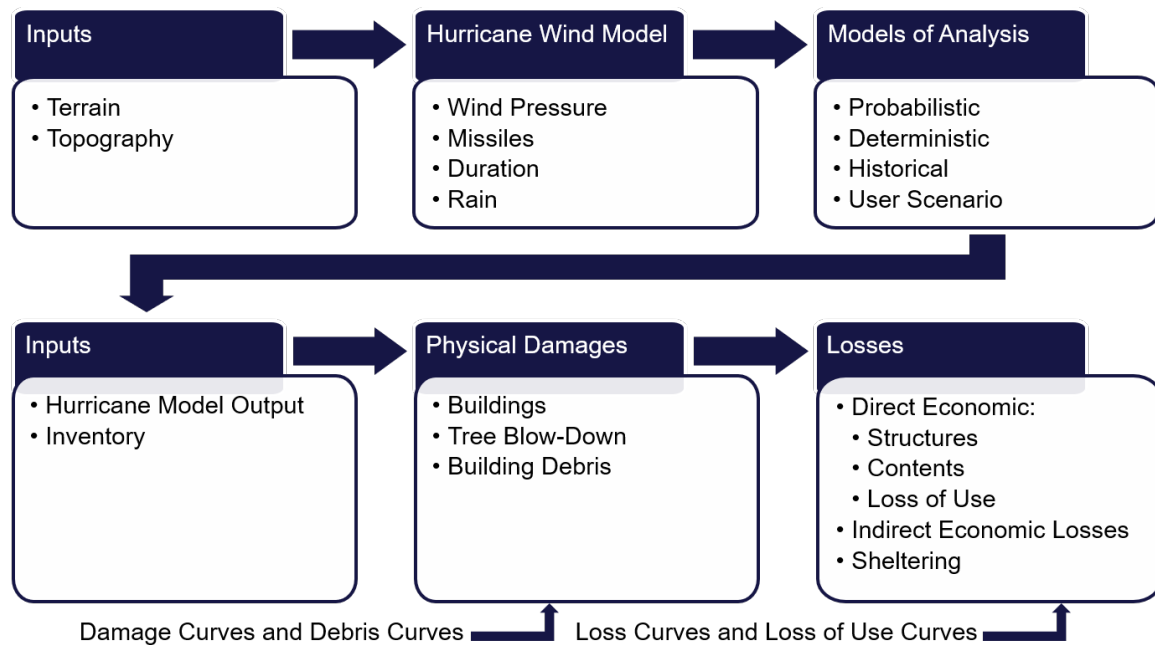 Inputs
• Terrain
• Topography
Hurricane Wind Model
• Wind Pressure
• Missiles
• Duration
• Rain
Models of Analysis
• Probabilistic
• Deterministic
• Historical
• User Scenario
Inputs
• Hurricane Model Output
• Inventory
Physical Damages
• Buildings
• Tree Blow-Down
• Building Debris
Losses
• Direct Economic:
• Structures
• Contents
• Loss of Use
• Indirect Economic Losses
• Sheltering
Damage Curves and Debris Curves
Loss Curves and Loss of Use Curves